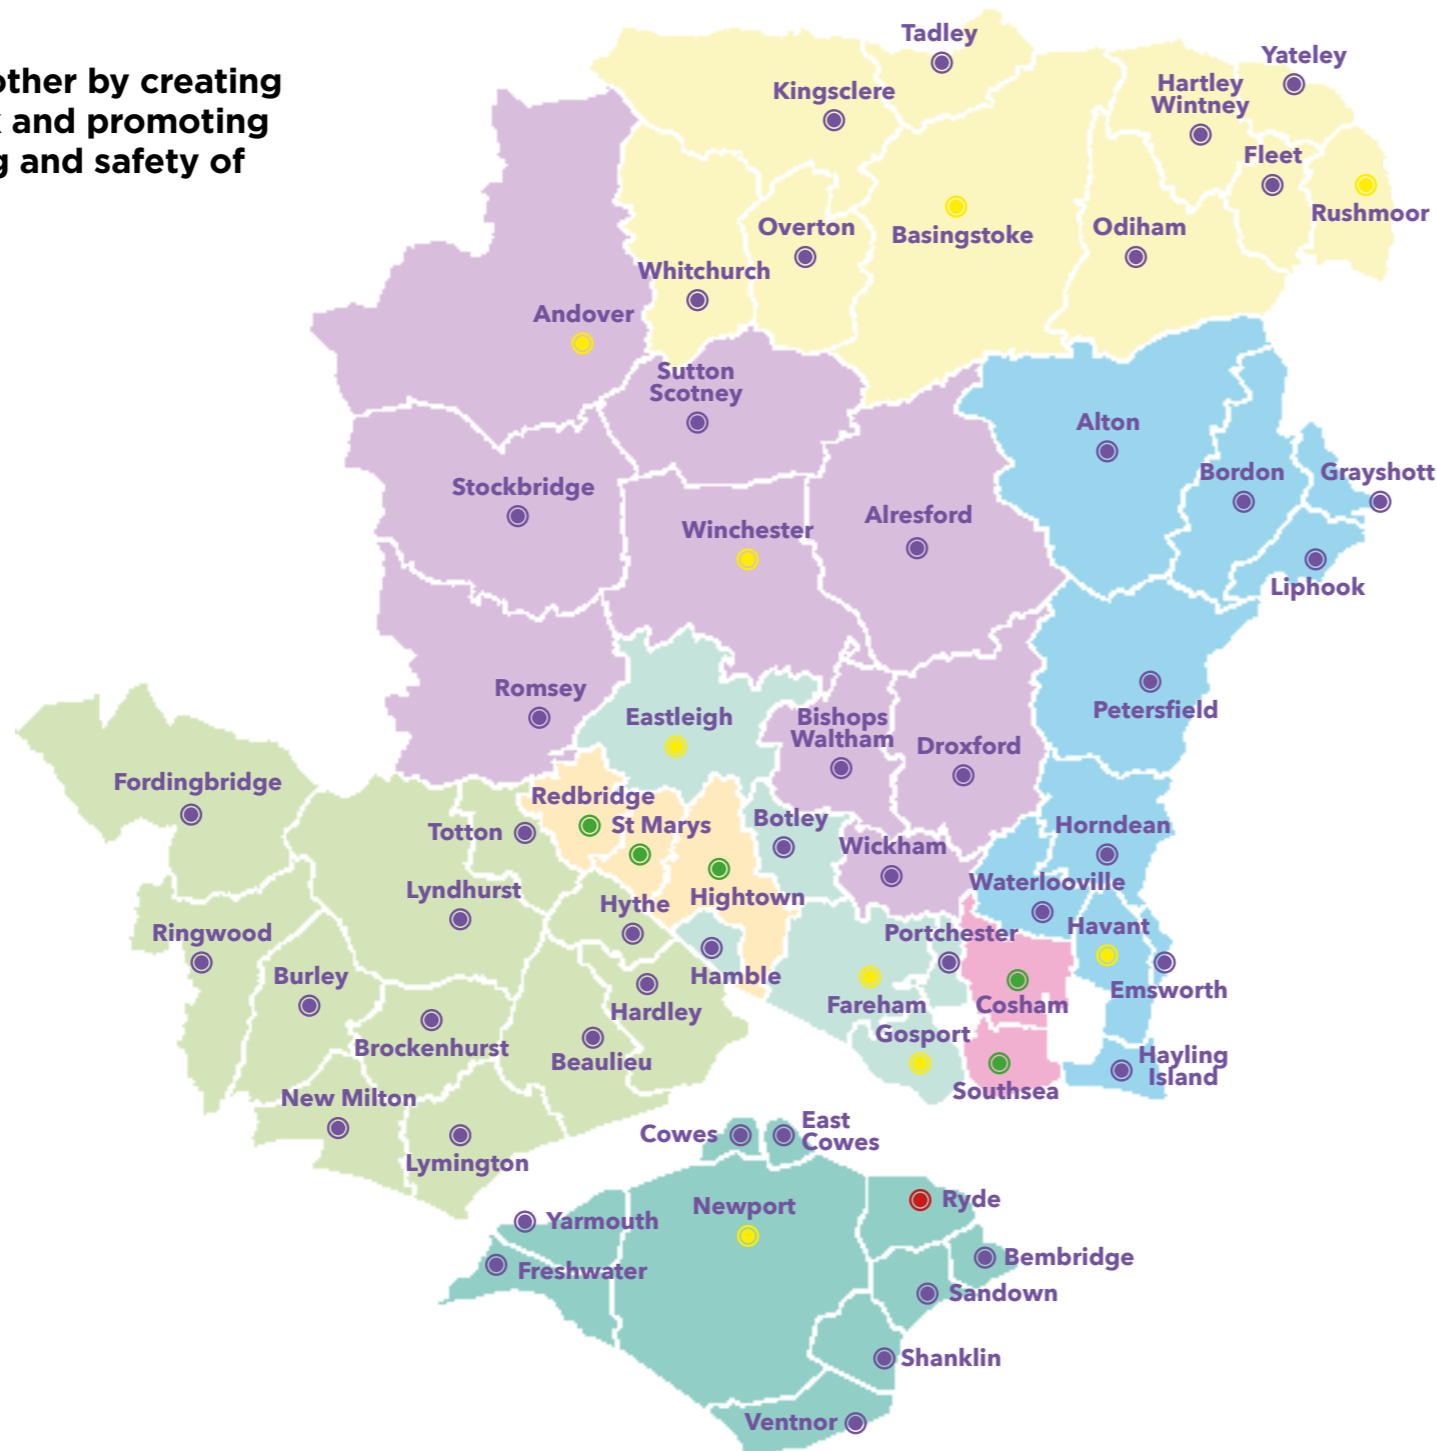 other by creating
and promoting
and safety of
Tadley
Yateley
Kingsclere
Hartley
Wintney
Fleet
Rushmoor
Overton
Basingstoke
Odiham
Whitchurch
Andover
Sutton
Scotney
Alton
Stockbridge
Bordon
Grayshott
Winchester
Alresford
Liphook
Romsey
Petersfield
Eastleigh
Bishops
Waltham
Droxford
Fordingbridge
Redbridge
Totton
St Marys
Botley
Horndean
Wickham
Lyndhurst
Hythe
Hightown
Waterlooville
Ringwood
Portchester
Havant
Burley
Hamble
Hardley
Fareham
Cosham
Emsworth
Brockenhurst
Beaulieu
Gosport
Hayling
Island
Southsea
New Milton
Lymington
Cowes
East
Cowes
Newport
Ryde
Yarmouth
Freshwater
Bembridge
Sandown
Shanklin
Ventnor